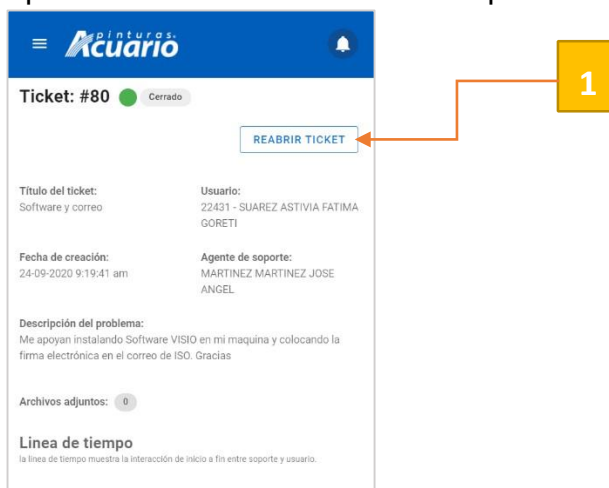 pinturas
Acuario
Ticket: #80 Cerrado
REABRIR TICKET
1
Título del ticket:
Software y correo
Usuario:
22431 - SUAREZ ASTIVIA FATIMA
GORETI
Fecha de creación:
24-09-2020 9:19:41 am
Agente de soporte:
MARTINEZ MARTINEZ JOSE
ANGEL
Descripción del problema:
Me apoyan instalando Software VISIO en mi maquina y colocando la
firma electrónica en el correo de ISO. Gracias
Archivos adjuntos: 0
Linea de tiempo
la linea de tiempo muestra la interacción de inicio a fin entre soporte y usuario.